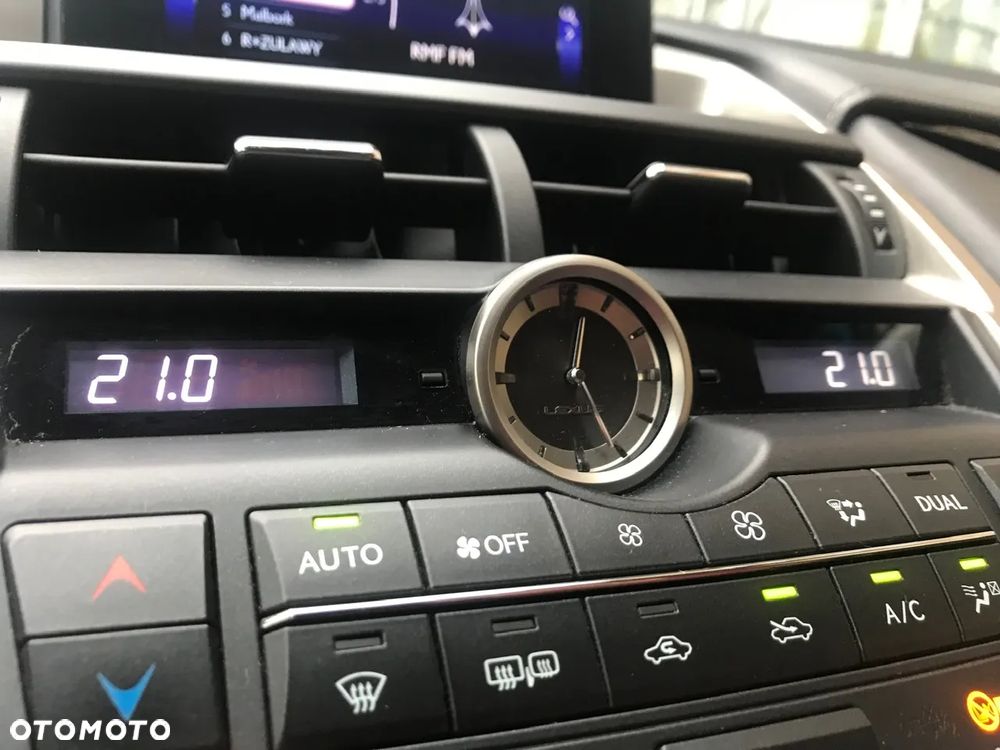 5 Malbork
6 R*ZULAWY
RMF FM
21.0
21.0
LEXUS
AUTO
OFF
DUAL
A/C
OTOMOTO